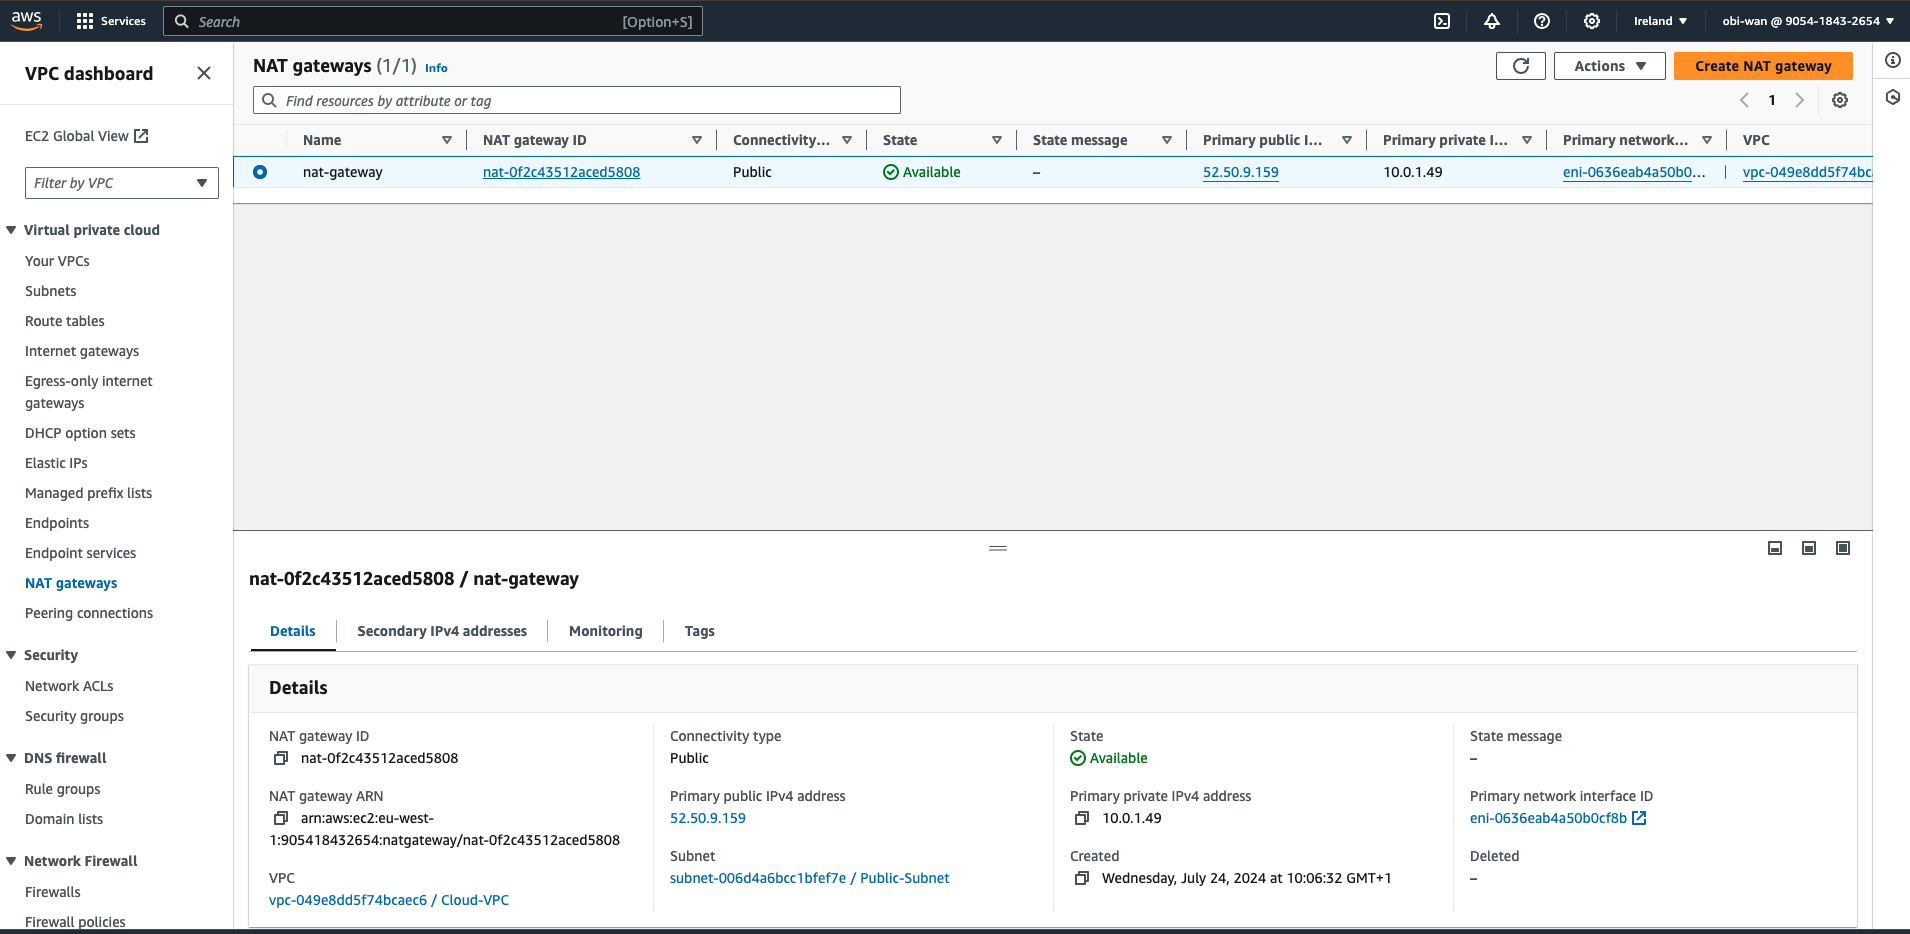 aws
Services
Search
[Option+S]
Ireland
obi-wan @ 9054-1843-2654
VPC dashboard
EC2 Global View
Filter by VPC
Virtual private cloud
Your VPCs
Subnets
Route tables
Internet gateways
Egress-only internet
gateways
DHCP option sets
Elastic IPs
Managed prefix lists
Endpoints
Endpoint services
NAT gateways
Peering connections
Security
Network ACLs
Security groups
DNS firewall
Rule groups
Domain lists
Network Firewall
Firewalls
Firewall policies
NAT gateways (1/1) Info
Actions
Create NAT gateway
Find resources by attribute or tag
1
Name NAT gateway ID Connectivity... State State message Primary public I... Primary private I... Primary network... VPC
nat-gateway nat-0f2c43512aced5808 Public Available – 52.50.9.159 10.0.1.49 eni-0636eab4a50b0... vpc-049e8dd5f74bc
nat-0f2c43512aced5808 / nat-gateway
Details Secondary IPv4 addresses Monitoring Tags
Details
NAT gateway ID
nat-0f2c43512aced5808
NAT gateway ARN
arn:aws:ec2:eu-west-
1:905418432654:natgateway/nat-0f2c43512aced5808
VPC
vpc-049e8dd5f74bcaec6 / Cloud-VPC
Connectivity type
Public
Primary public IPv4 address
52.50.9.159
Subnet
subnet-006d4a6bcc1bfef7e / Public-Subnet
State
Available
Primary private IPv4 address
10.0.1.49
Created
Wednesday, July 24, 2024 at 10:06:32 GMT+1
State message
–
Primary network interface ID
eni-0636eab4a50b0cf8b
Deleted
–